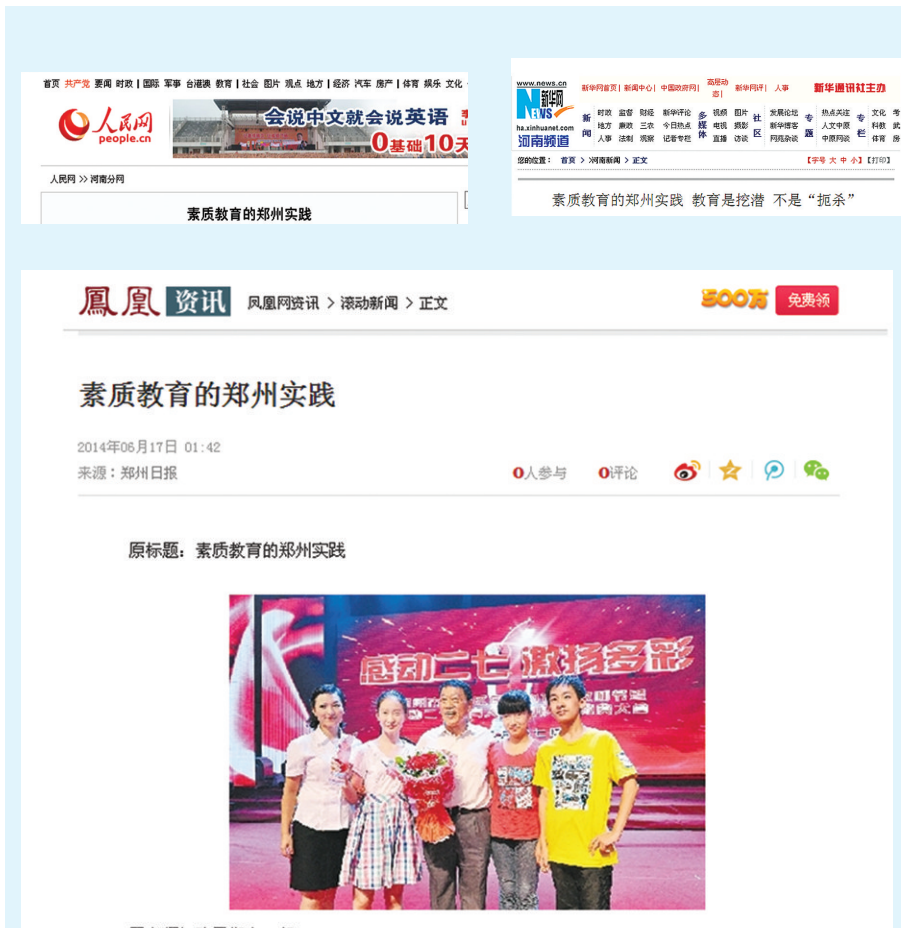 首页 共产党 要闻 时政 | 国际 军事 台港澳 教育 | 社会 图片 观点 地方 | 经济 汽车 房产 | 体育 娱乐 文化
人民网
people.cn
会说中文就会说英语
0基础10天
人民网 >> 河南分网
素质教育的郑州实践
www.news.cn
新华网
NEWS
ha.xinhuanet.com
河南频道
新华网首页| 新闻中心| 中国政府网| 高层动态| 新华网评| 人事 新华通讯社主办
新闻 时政 监督 财经 新华评论 多媒体 视频 图片 社区 发展论坛 专题 热点关注 专栏 文化 考
地方 廉政 三农 今日热点 电视 摄影 新华博客 人文中原 科教 武
人事 法制 观察 记者专栏 直播 访谈 网苑杂谈 中原网谈 体育 房
您的位置： 首页 > >河南新闻 > 正文 【字号 大 中 小】【打印】
素质教育的郑州实践 教育是挖潜 不是“扼杀”
鳳凰 资讯 凤凰网资讯 > 滚动新闻 > 正文
500万 免费领
素质教育的郑州实践
2014年06月17日 01:42
来源：郑州日报 0人参与 0评论
原标题：素质教育的郑州实践
感动二七 激扬多彩